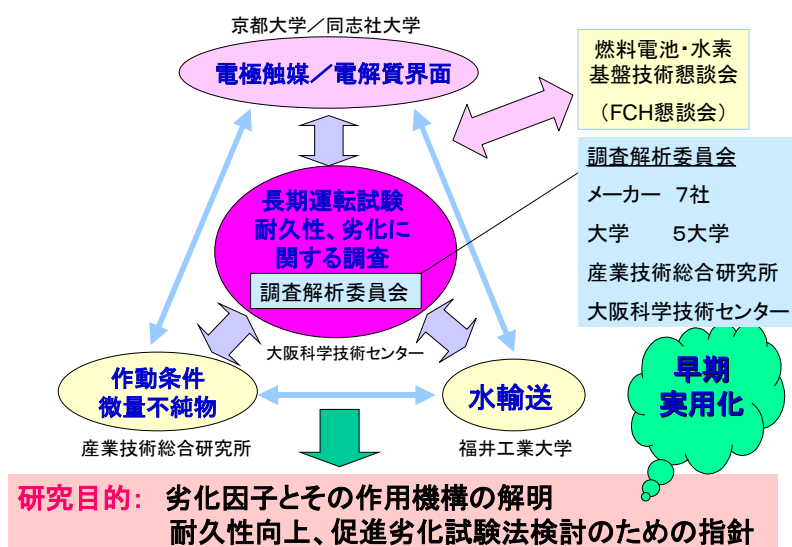 京都大学／同志社大学
電極触媒／電解質界面
燃料電池・水素
基盤技術懇談会
（FCH懇談会）
調査解析委員会
メーカー　7社
大学　　5大学
産業技術総合研究所
大阪科学技術センター
長期運転試験
耐久性、劣化に
関する調査
調査解析委員会
大阪科学技術センター
作動条件
微量不純物
産業技術総合研究所
水輸送
福井工業大学
早期
実用化
研究目的：　劣化因子とその作用機構の解明
耐久性向上、促進劣化試験法検討のための指針